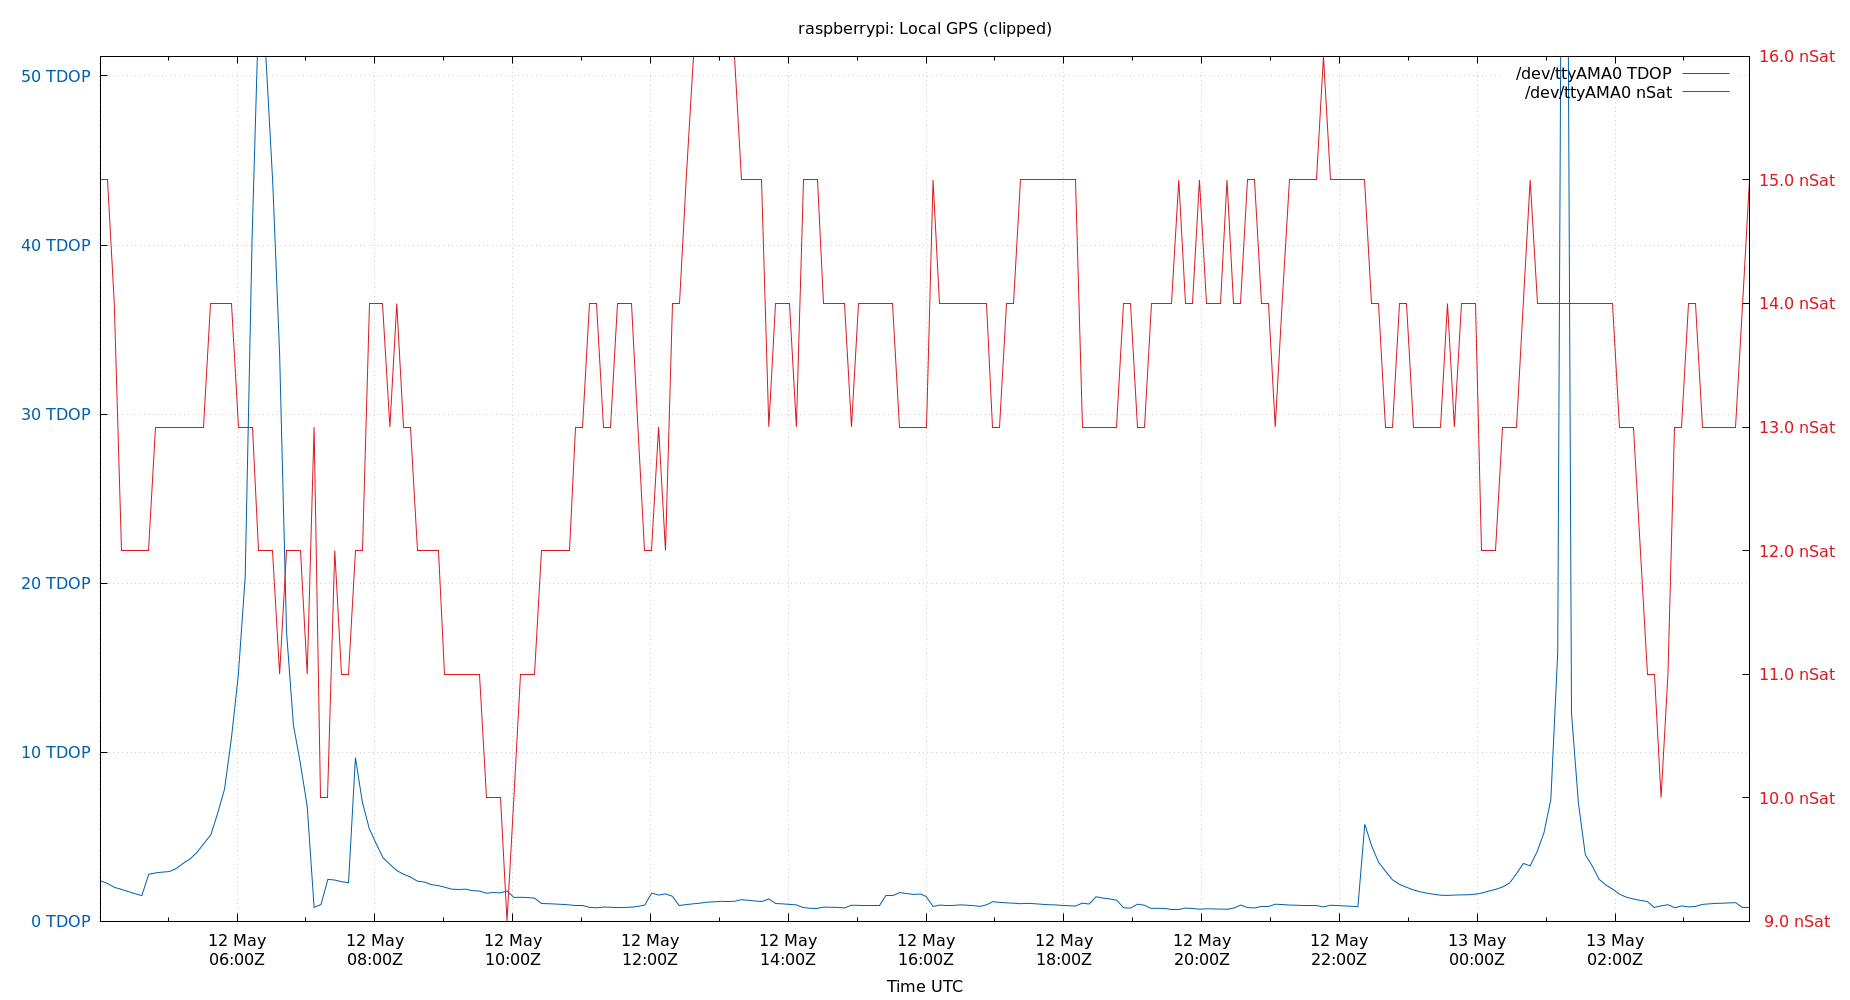 raspberrypi: Local GPS (clipped)
50 TDOP
40 TDOP
30 TDOP
20 TDOP
10 TDOP
0 TDOP
16.0 nSat
15.0 nSat
14.0 nSat
13.0 nSat
12.0 nSat
11.0 nSat
10.0 nSat
9.0 nSat
/dev/ttyAMA0 TDOP
/dev/ttyAMA0 nSat
12 May
06:00Z
12 May
08:00Z
12 May
10:00Z
12 May
12:00Z
12 May
14:00Z
12 May
16:00Z
12 May
18:00Z
12 May
20:00Z
12 May
22:00Z
13 May
00:00Z
13 May
02:00Z
Time UTC